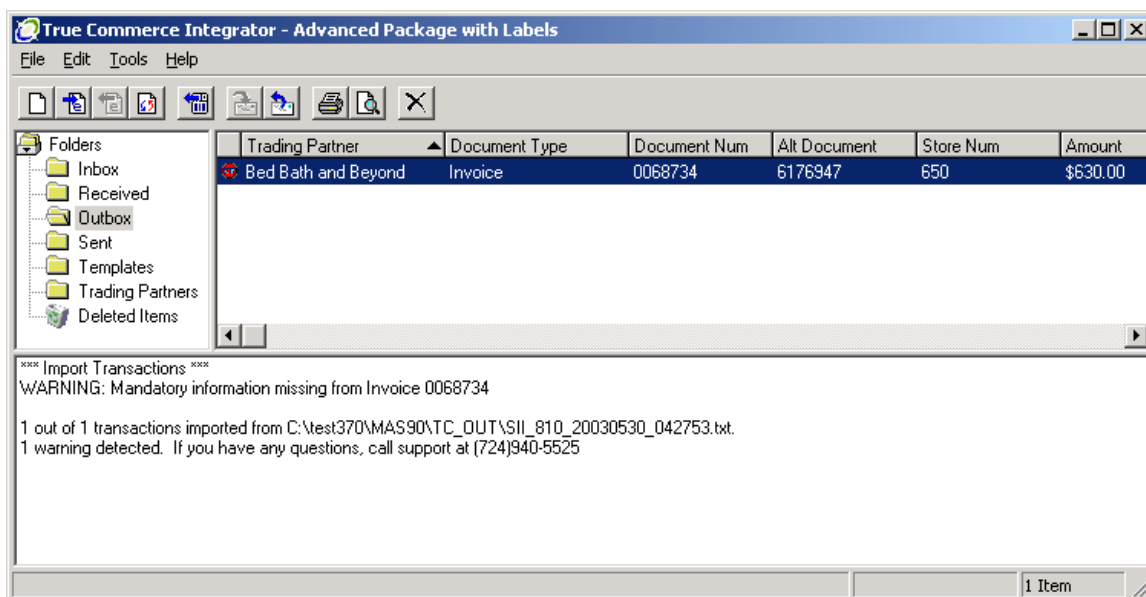 True Commerce Integrator - Advanced Package with Labels
File Edit Tools Help
Folders
Inbox
Received
Outbox
Sent
Templates
Trading Partners
Deleted Items
Trading Partner Document Type Document Num Alt Document Store Num Amount
Bed Bath and Beyond Invoice 0068734 6176947 650 $630.00
*** Import Transactions ***
WARNING: Mandatory information missing from Invoice 0068734
1 out of 1 transactions imported from C:\test370\MAS90\TC_OUT\SII_810_20030530_042753.txt.
1 warning detected. If you have any questions, call support at (724)940-5525
1 Item